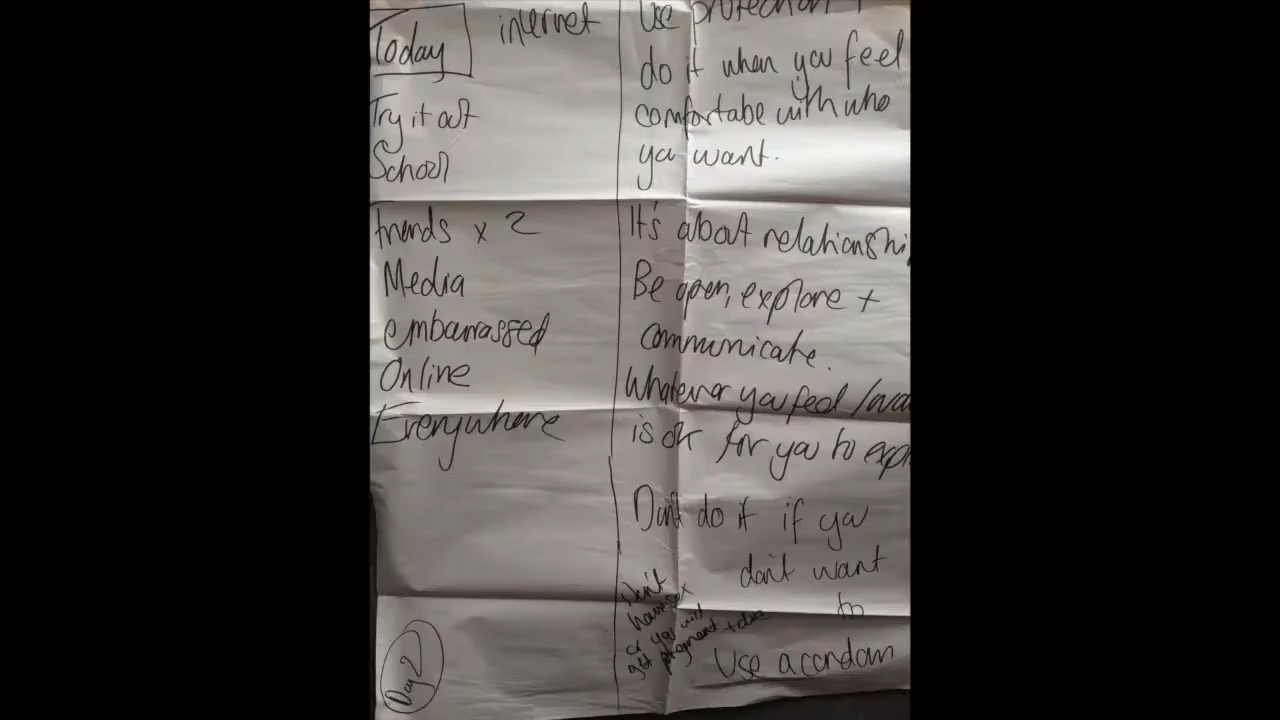 Today
internet
Try it out
School
Friends x 2
Media
embarrassed
Online
Everywhere
Day 2
Use protection
do it when you feel
comfortabe with who
you want.
It's about relationshi
Be open, explore +
communicate.
Whatever you feel /wa
is ok for you to expl
Don't do it if you
don't want
to
Don't
have sex
or you will
get pregnant + die
Use a condom